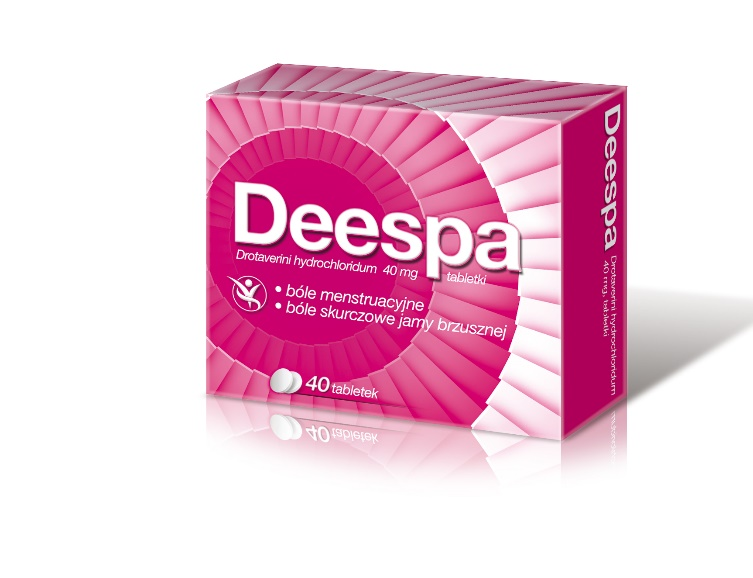 Deespa
Drotaverini hydrochloridum 40 mg tabletki
• bóle menstruacyjne
• bóle skurczowe jamy brzusznej
40 tabletek
Deespa
Drotaverini hydrochloridum
40 mg, tabletki